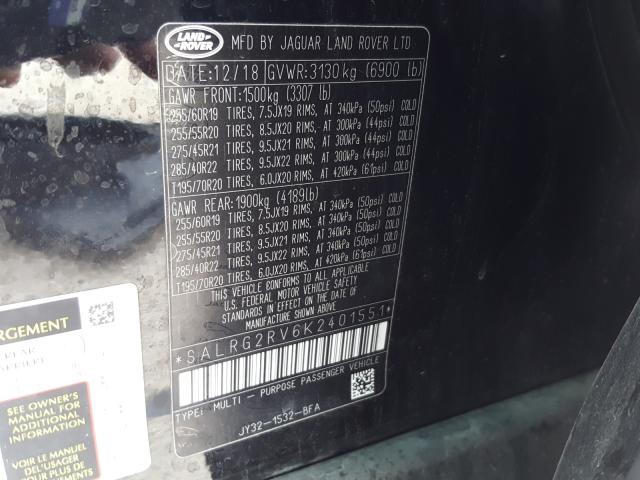 LAND
ROVER
MFD BY JAGUAR LAND ROVER LTD
DATE: 12/18 GVWR: 3130 kg (6900 lb)
GAWR FRONT: 1500kg (3307 lb)
255/60R19 TIRES, 7.5JX19 RIMS, AT 340kPa (50psi) COLD
255/55R20 TIRES, 8.5JX20 RIMS, AT 300kPa (44psi) COLD
275/45R21 TIRES, 9.5JX21 RIMS, AT 300kPa (44psi) COLD
285/40R22 TIRES, 9.5JX22 RIMS, AT 300kPa (44psi) COLD
T195/70R20 TIRES, 6.0JX20 RIMS, AT 420kPa (61psi) COLD
GAWR REAR: 1900kg (4189lb)
255/60R19 TIRES, 7.5JX19 RIMS, AT 340kPa (50psi) COLD
255/55R20 TIRES, 8.5JX20 RIMS, AT 340kPa (50psi) COLD
275/45R21 TIRES, 9.5JX21 RIMS, AT 340kPa (50psi) COLD
285/40R22 TIRES, 9.5JX22 RIMS, AT 340kPa (50psi) COLD
T195/70R20 TIRES, 6.0JX20 RIMS, AT 420kPa (61psi) COLD
THIS VEHICLE CONFORMS TO ALL APPLICABLE
U.S. FEDERAL MOTOR VEHICLE SAFETY
STANDARDS IN EFFECT ON THE DATE OF
MANUFACTURE SHOWN ABOVE.
*SALRG2RV6K2401551*
TYPE: MULTI - PURPOSE PASSENGER VEHICLE
JY32-1532-BFA
ARGEMENT
REAR
SEE OWNER'S
MANUAL FOR
ADDITIONAL
INFORMATION
VOIR LE MANUEL
DE L'USAGER
POUR PLUS DE